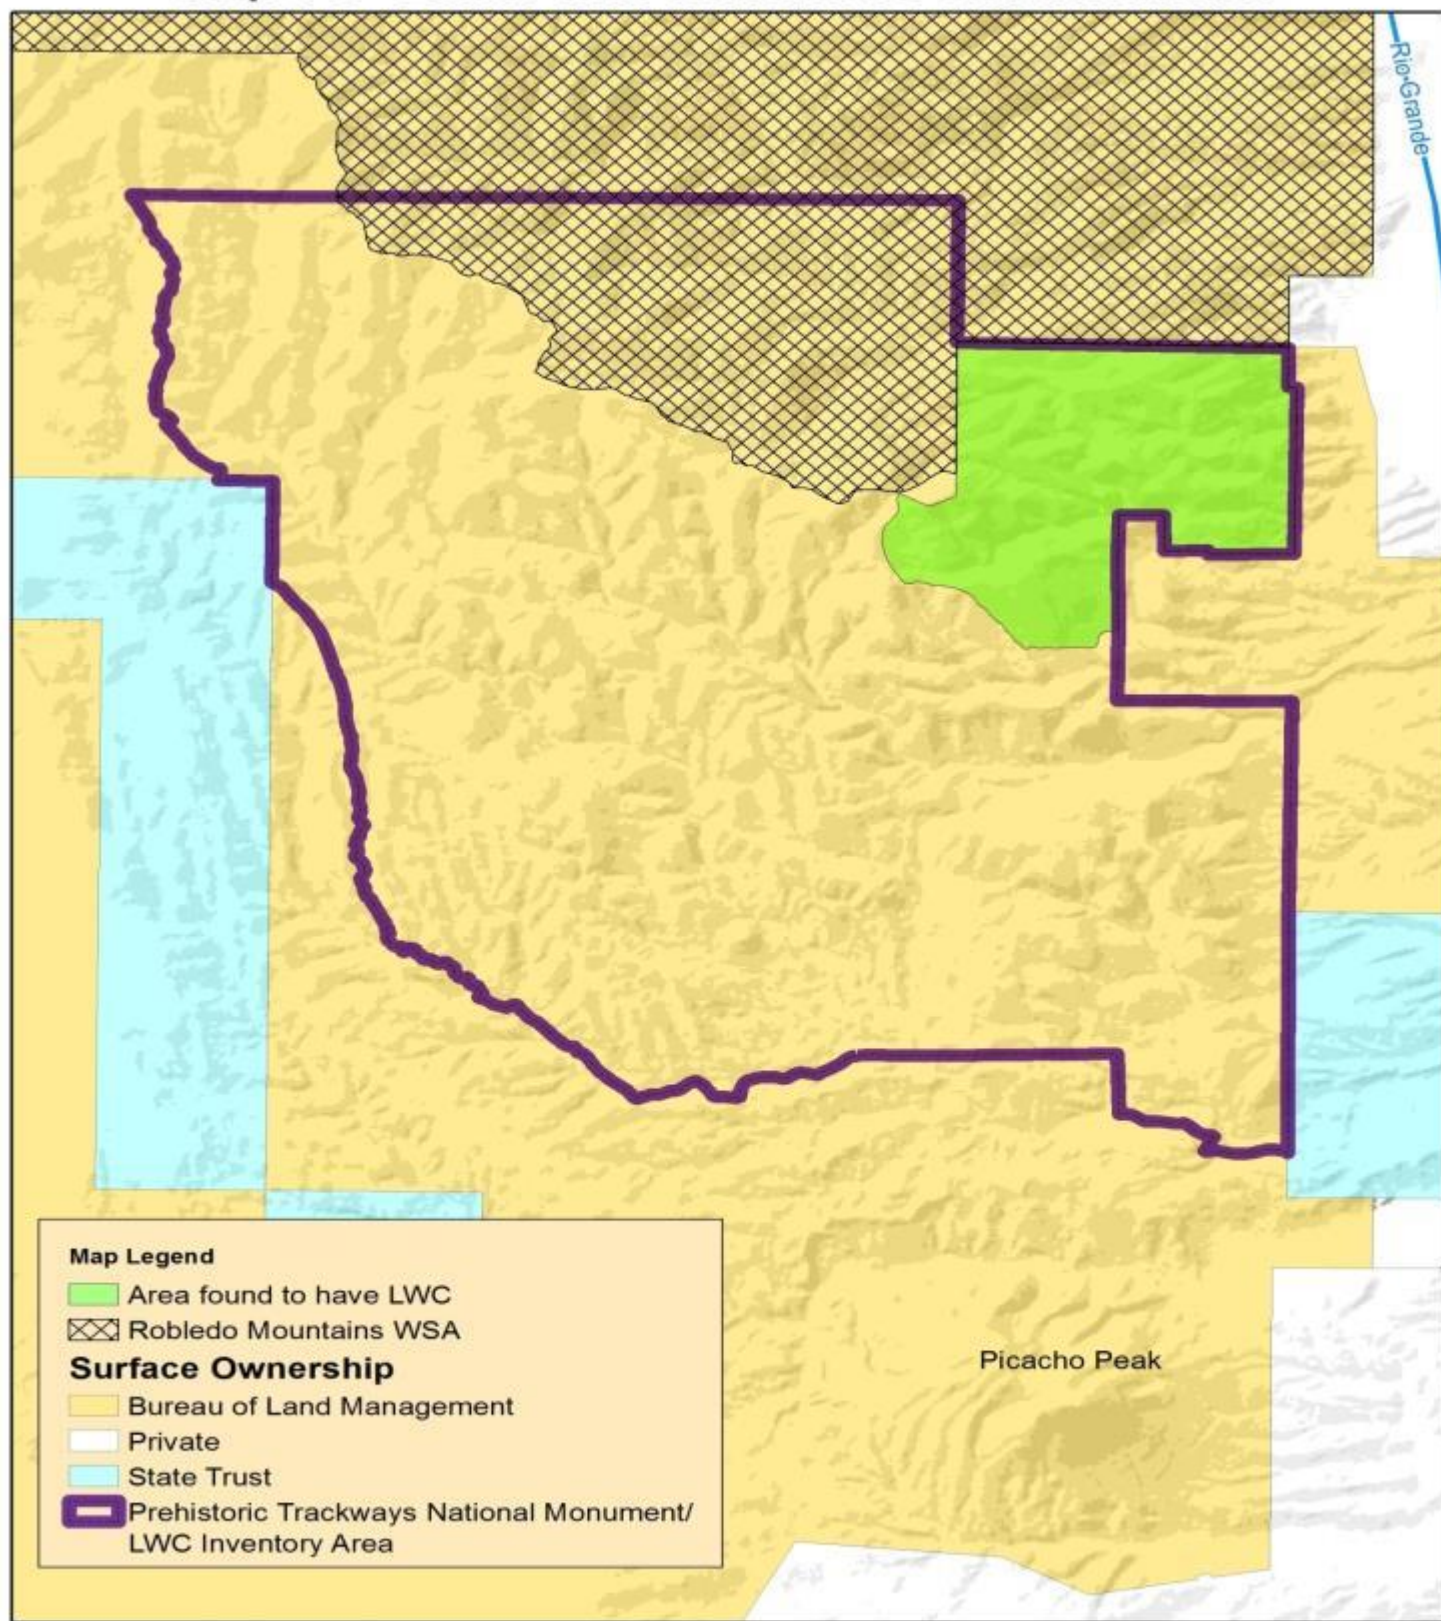 Rio Grande
Picacho Peak
Map Legend
Area found to have LWC
Robledo Mountains WSA
Surface Ownership
Bureau of Land Management
Private
State Trust
Prehistoric Trackways National Monument/
LWC Inventory Area